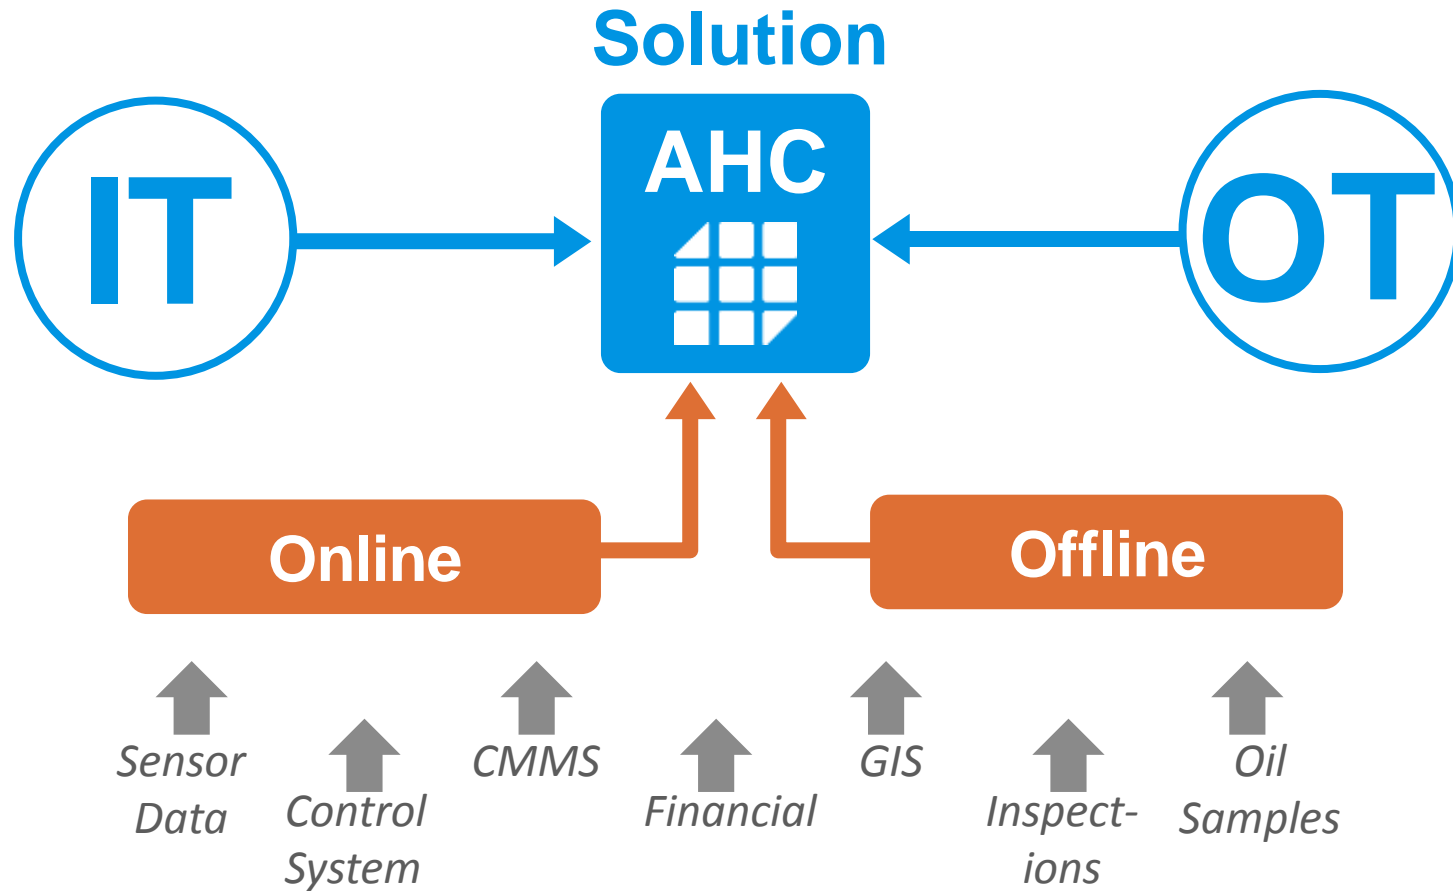 Solution
IT
AHC
OT
Online
Offline
Sensor
Data
Control
System
CMMS
Financial
GIS
Inspect-
ions
Oil
Samples